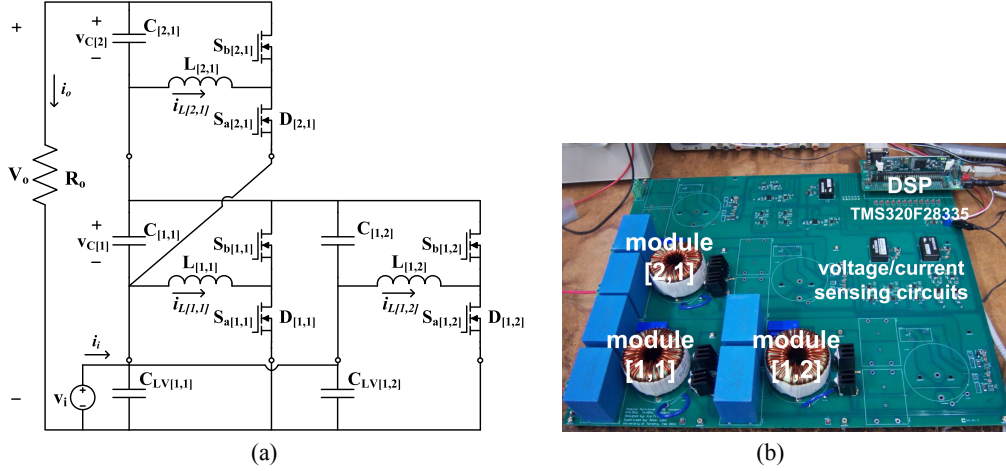 +
+
C[2,1]
vC[2]
−
Sb[2,1]
L[2,1]
io
iL[2,1]
Sa[2,1] D[2,1]
Vo
Ro
+
C[1,1]
vC[1]
−
Sb[1,1]
C[1,2]
Sb[1,2]
L[1,1]
L[1,2]
iL[1,1]
iL[1,2]
Sa[1,1] D[1,1]
Sa[1,2] D[1,2]
ii
−
vi
+
−
CLV[1,1]
CLV[1,2]
(a)
DSP
TMS320F28335
module
[2,1]
voltage/current
sensing circuits
module
[1,1]
module
[1,2]
(b)